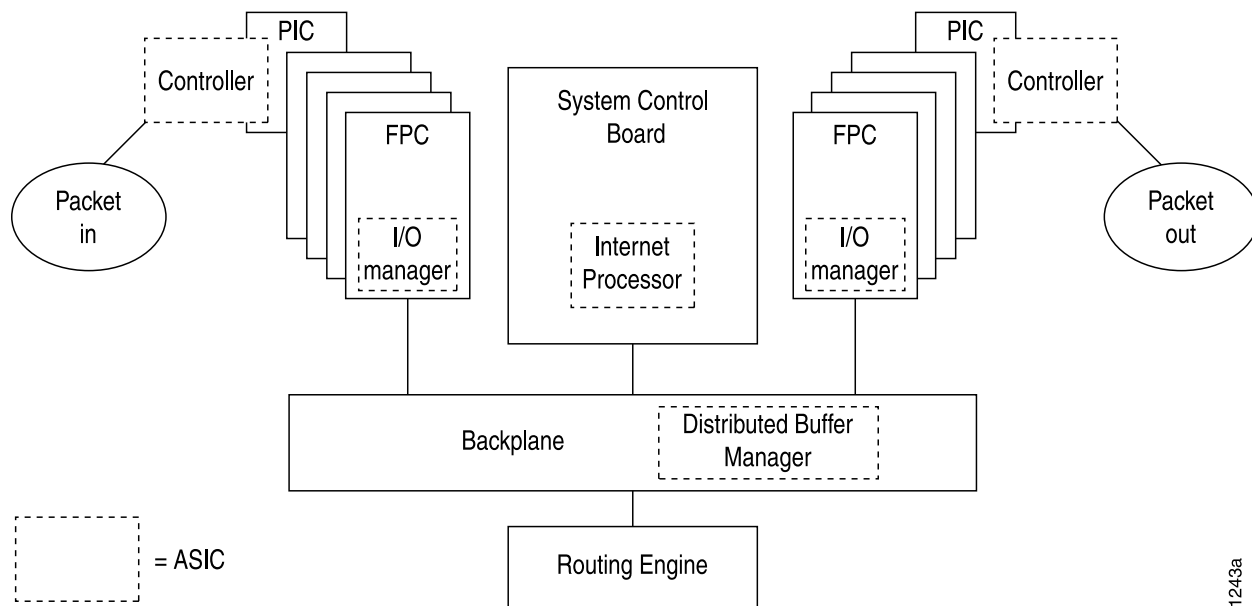 PIC
Controller
FPC
I/O
manager
Packet
in
System Control
Board
Internet
Processor
PIC
Controller
FPC
I/O
manager
Packet
out
Backplane
Distributed Buffer
Manager
Routing Engine
= ASIC
1243a